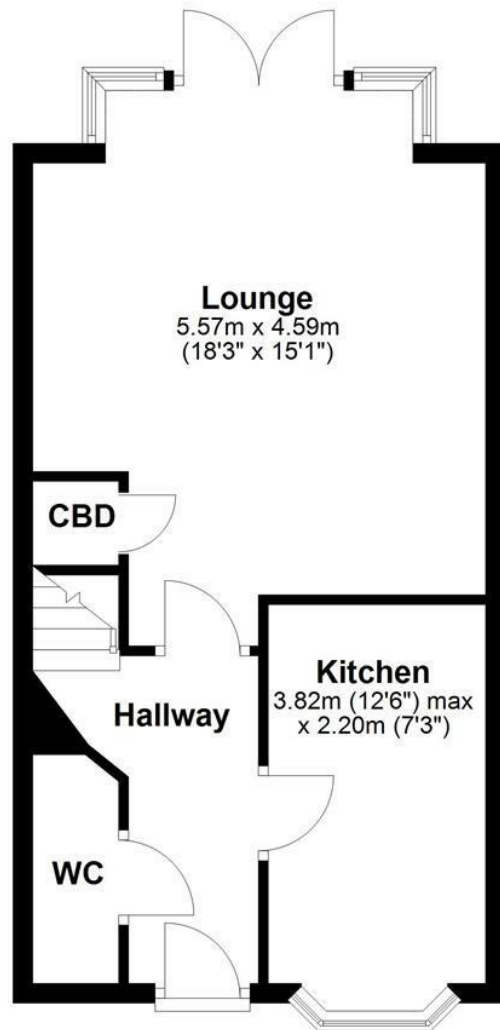 Lounge
5.57m x 4.59m
(18'3" x 15'1")
CBD
Kitchen
3.82m (12'6") max
x 2.20m (7'3")
Hallway
WC